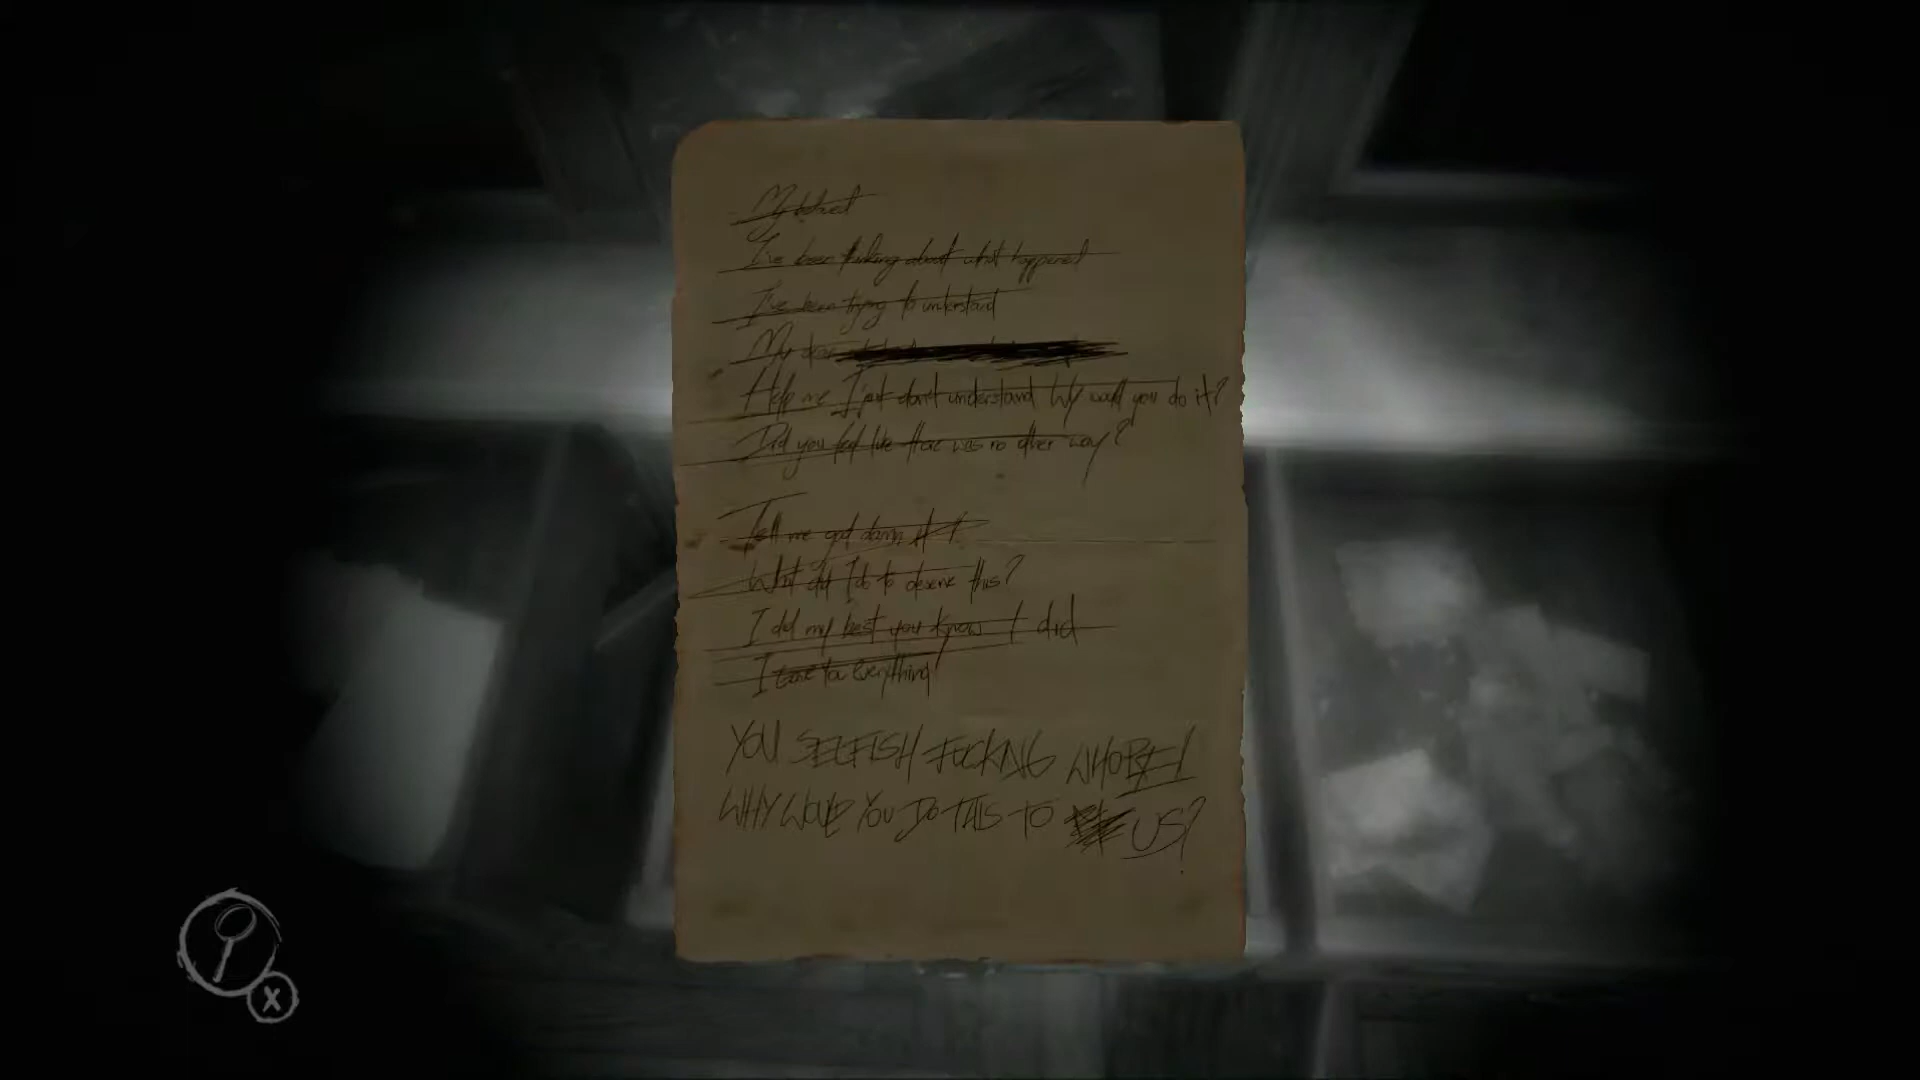 My beloved
I've been thinking about what happened
I've been trying to understand
My dear
Help me I just don't understand Why would you do it?
Did you feel like there was no other way?
Tell me god damn it!
What did I do to deserve this?
I did my best you know I did
I gave You Everything
YOU SELFISH FUCKING WHORE!
WHY WOULD YOU DO THIS TO US?
X